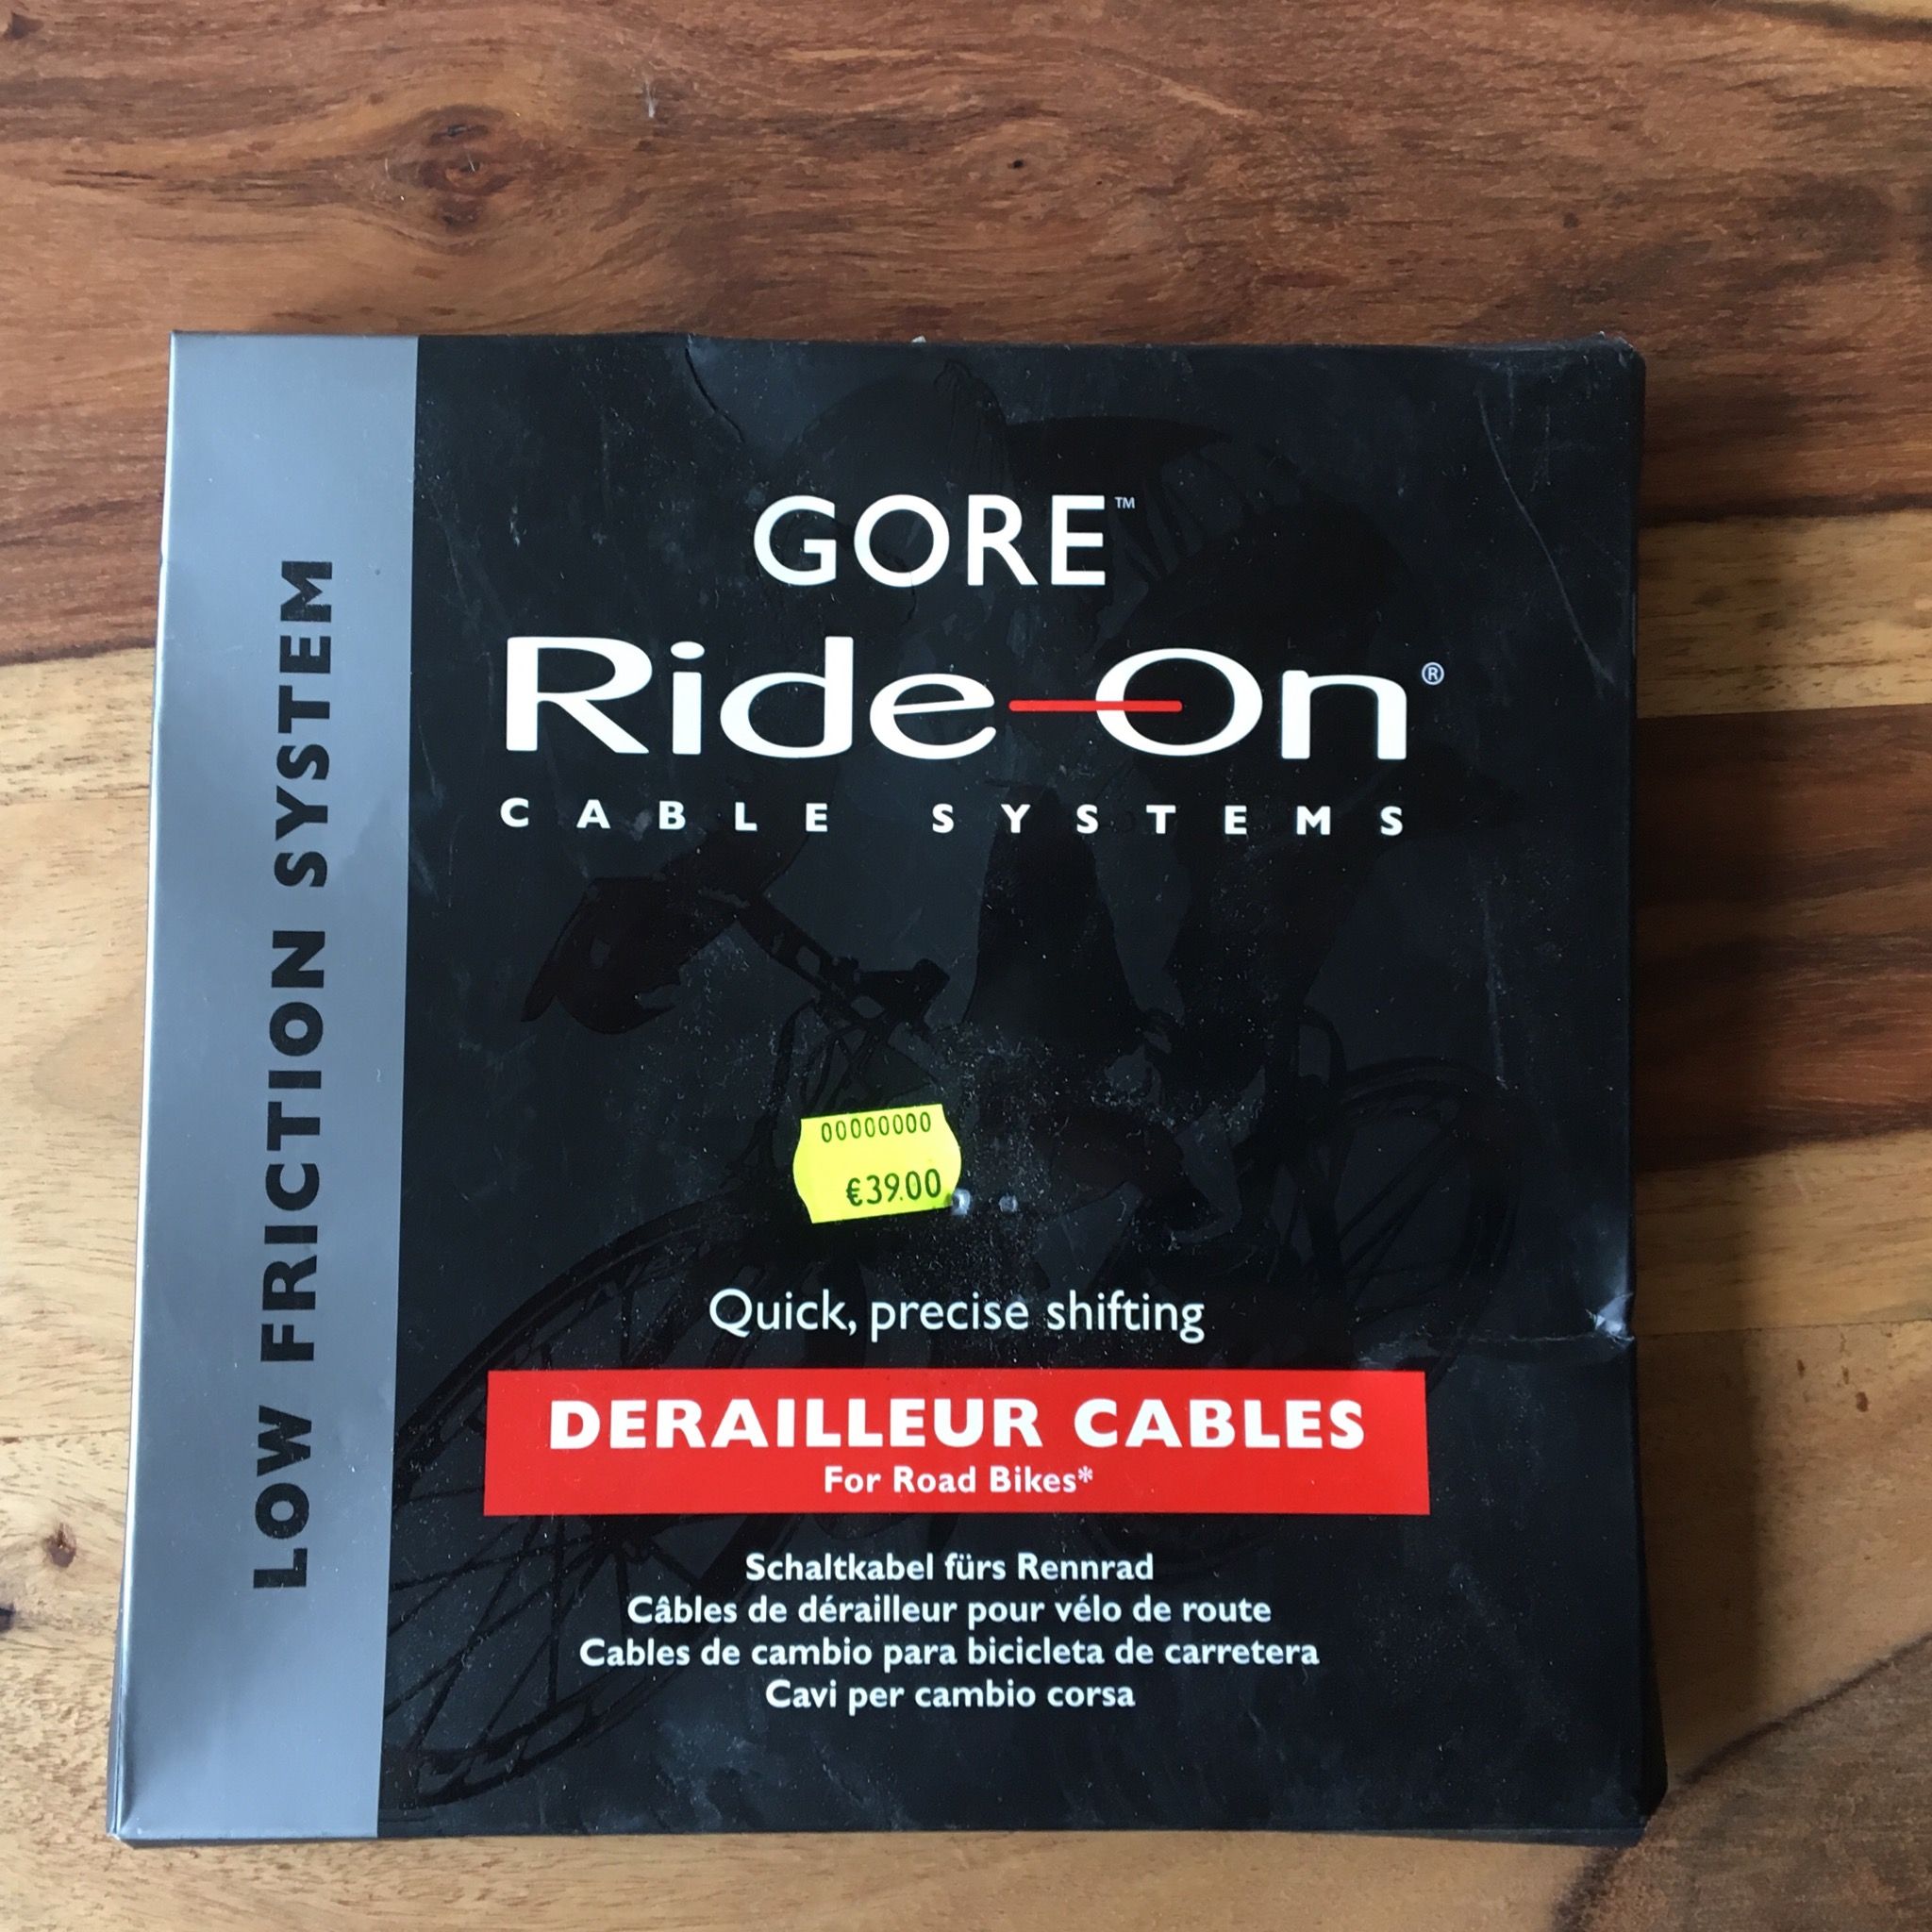 GORE™
Ride-On®
CABLE SYSTEMS
LOW FRICTION SYSTEM
00000000
€39.00
Quick, precise shifting
DERAILLEUR CABLES
For Road Bikes*
Schaltkabel fürs Rennrad
Câbles de dérailleur pour vélo de route
Cables de cambio para bicicleta de carretera
Cavi per cambio corsa